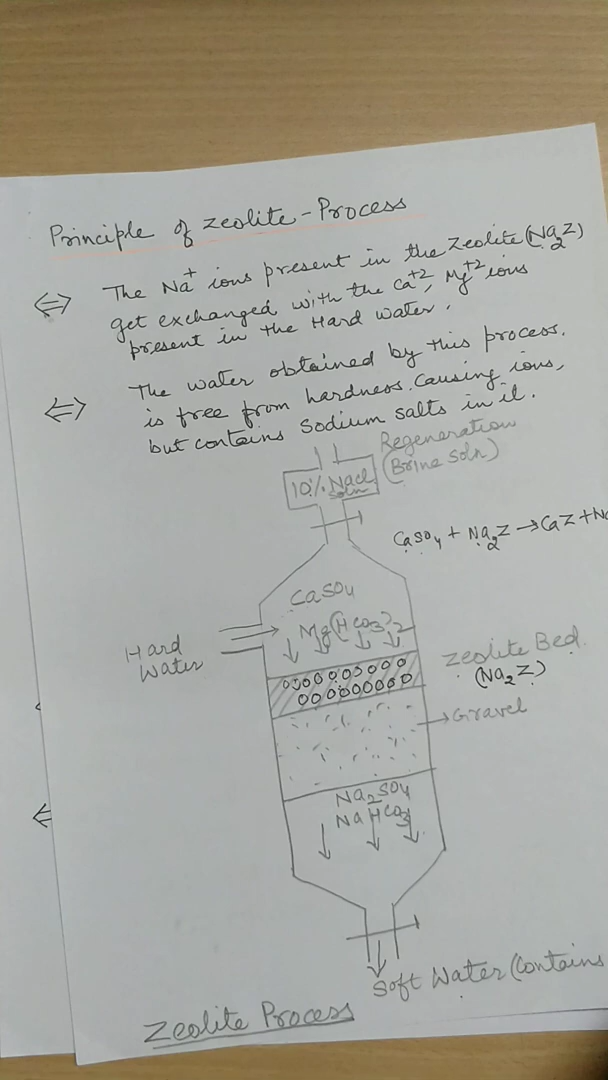 Principle of Zeolite-Process
⇔ The Na⁺ ions present in the Zeolite (Na₂Z)
get exchanged with the Ca⁺², Mg⁺² ions
present in the Hard water.
⇔ The water obtained by this process.
is free from hardness. Causing ions,
but contains Sodium salts in it.
Regeneration
(Brine Soln)
10% NaCl
soln
CaSO₄ + Na₂Z → CaZ + Na
CaSO₄
Mg(HCO₃)₂
Hard
Water
Zeolite Bed.
(Na₂Z)
→ Gravel
Na₂SO₄
NaHCO₃
Soft Water (Contains
Zeolite Process